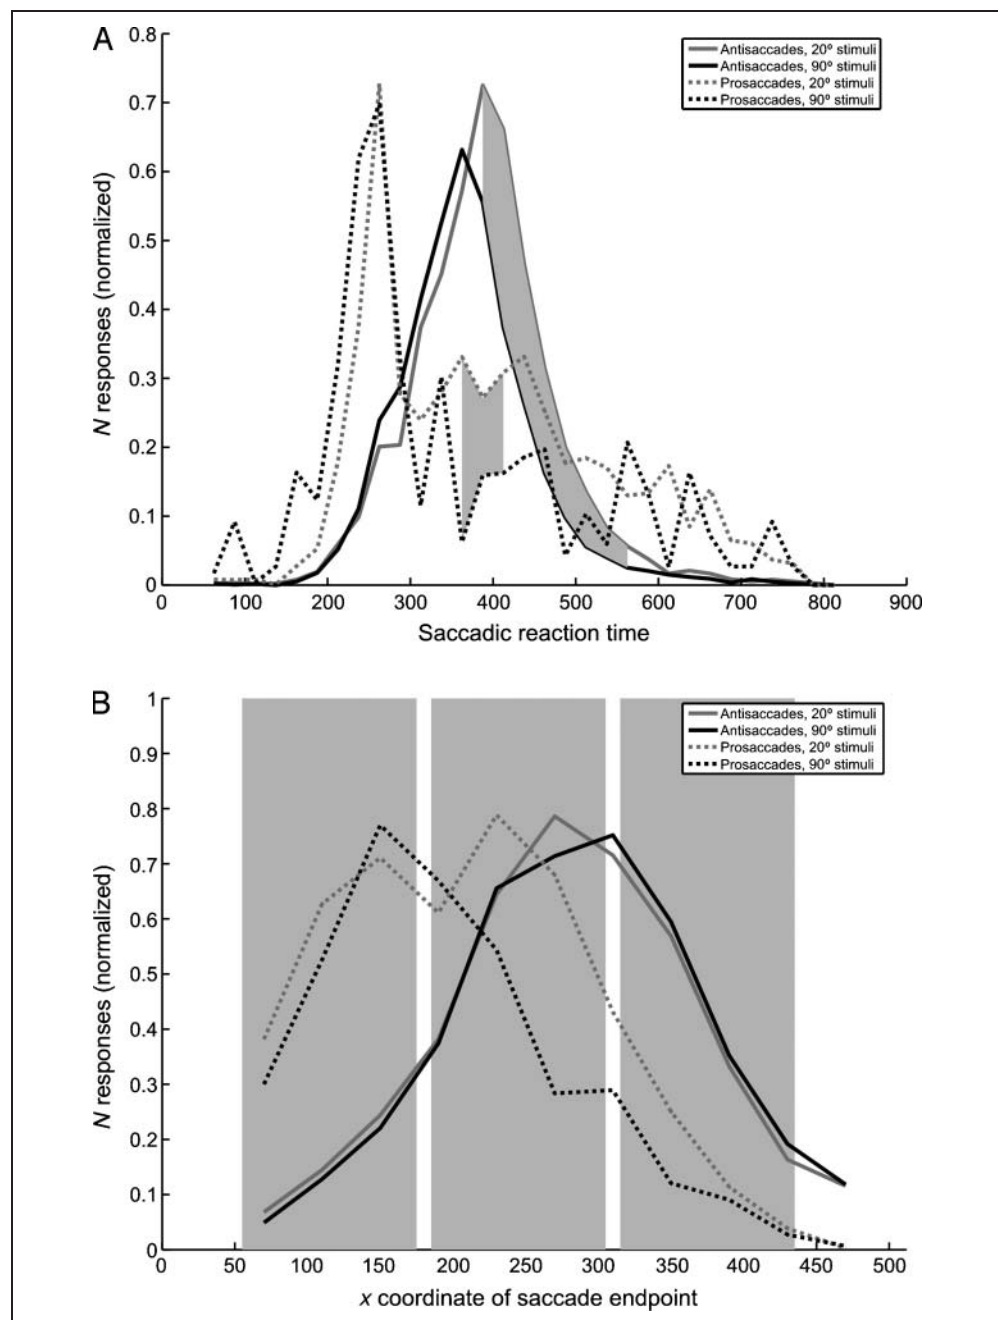 A
0.8
0.7
0.6
0.5
0.4
0.3
0.2
0.1
0
N responses (normalized)
Antisaccades, 20º stimuli
Antisaccades, 90º stimuli
Prosaccades, 20º stimuli
Prosaccades, 90º stimuli
0 100 200 300 400 500 600 700 800 900
Saccadic reaction time
B
1
0.9
0.8
0.7
0.6
0.5
0.4
0.3
0.2
0.1
0
N responses (normalized)
Antisaccades, 20º stimuli
Antisaccades, 90º stimuli
Prosaccades, 20º stimuli
Prosaccades, 90º stimuli
0 50 100 150 200 250 300 350 400 450 500
x coordinate of saccade endpoint